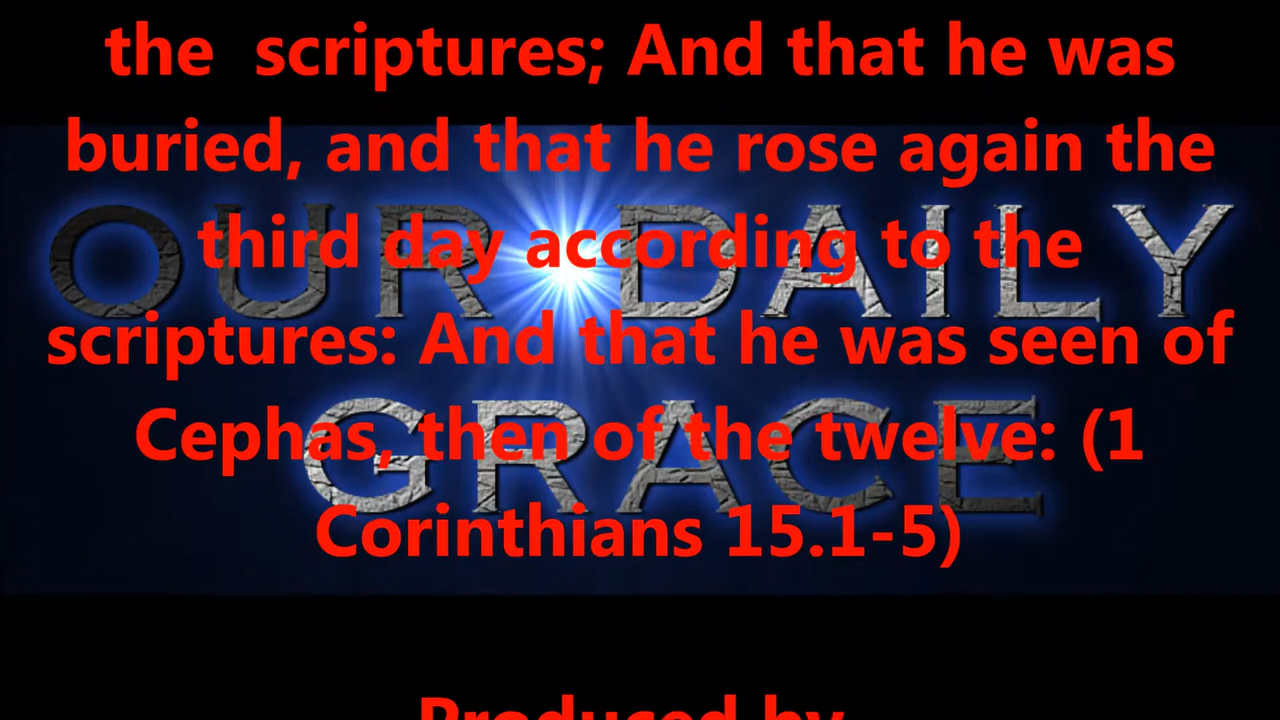 the  scriptures; And that he was
buried, and that he rose again the
third day according to the
scriptures: And that he was seen of
Cephas, then of the twelve: (1
Corinthians 15.1-5)
OUR DAILY
GRACE
Produced by